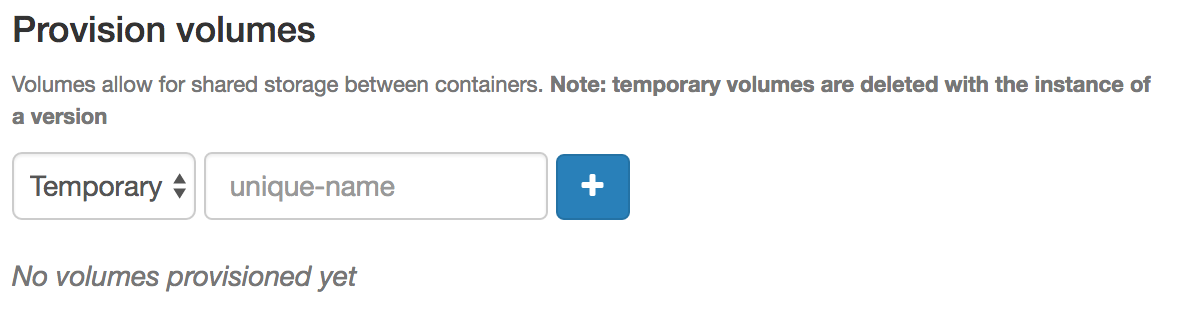 Provision volumes
Volumes allow for shared storage between containers. Note: temporary volumes are deleted with the instance of
a version
Temporary unique-name +
No volumes provisioned yet